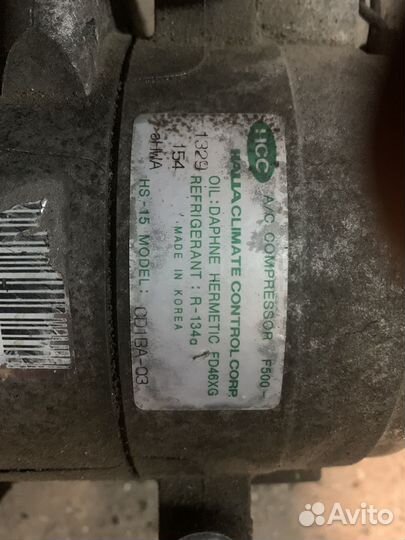 HCC A/C COMPRESSOR F500-
HALLA CLIMATE CONTROL CORP.
OIL:DAPHNE HERMETIC FD46XG
REFRIGERANT : R-134a
1329
154 MADE IN KOREA
HS-15 MODEL: 
Avito